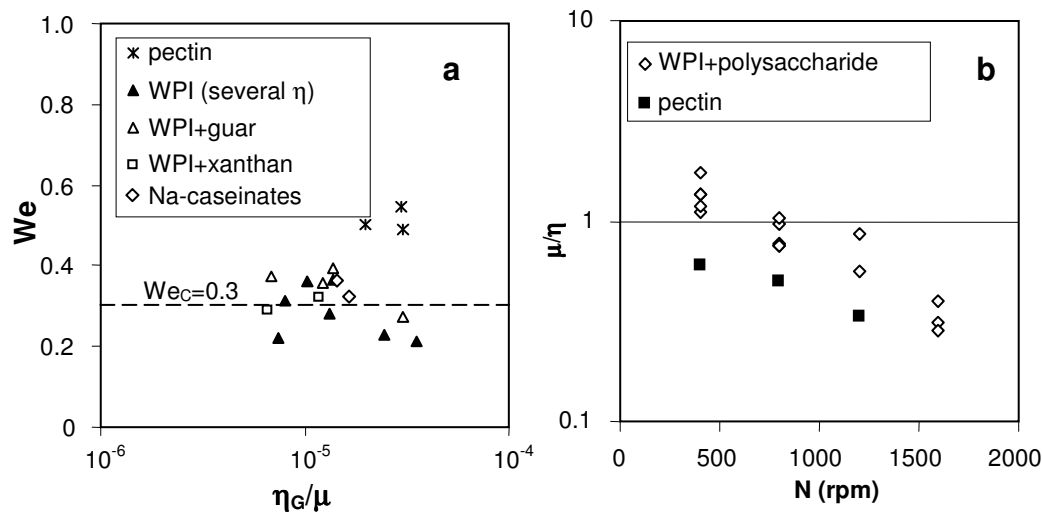 1.0
0.8
0.6
0.4
0.2
0
We
pectin
WPI (several η)
WPI+guar
WPI+xanthan
Na-caseinates
a
We_C=0.3
10^-6
10^-5
10^-4
η_G/μ
10
1
0.1
μ/η
WPI+polysaccharide
pectin
b
0
500
1000
1500
2000
N (rpm)